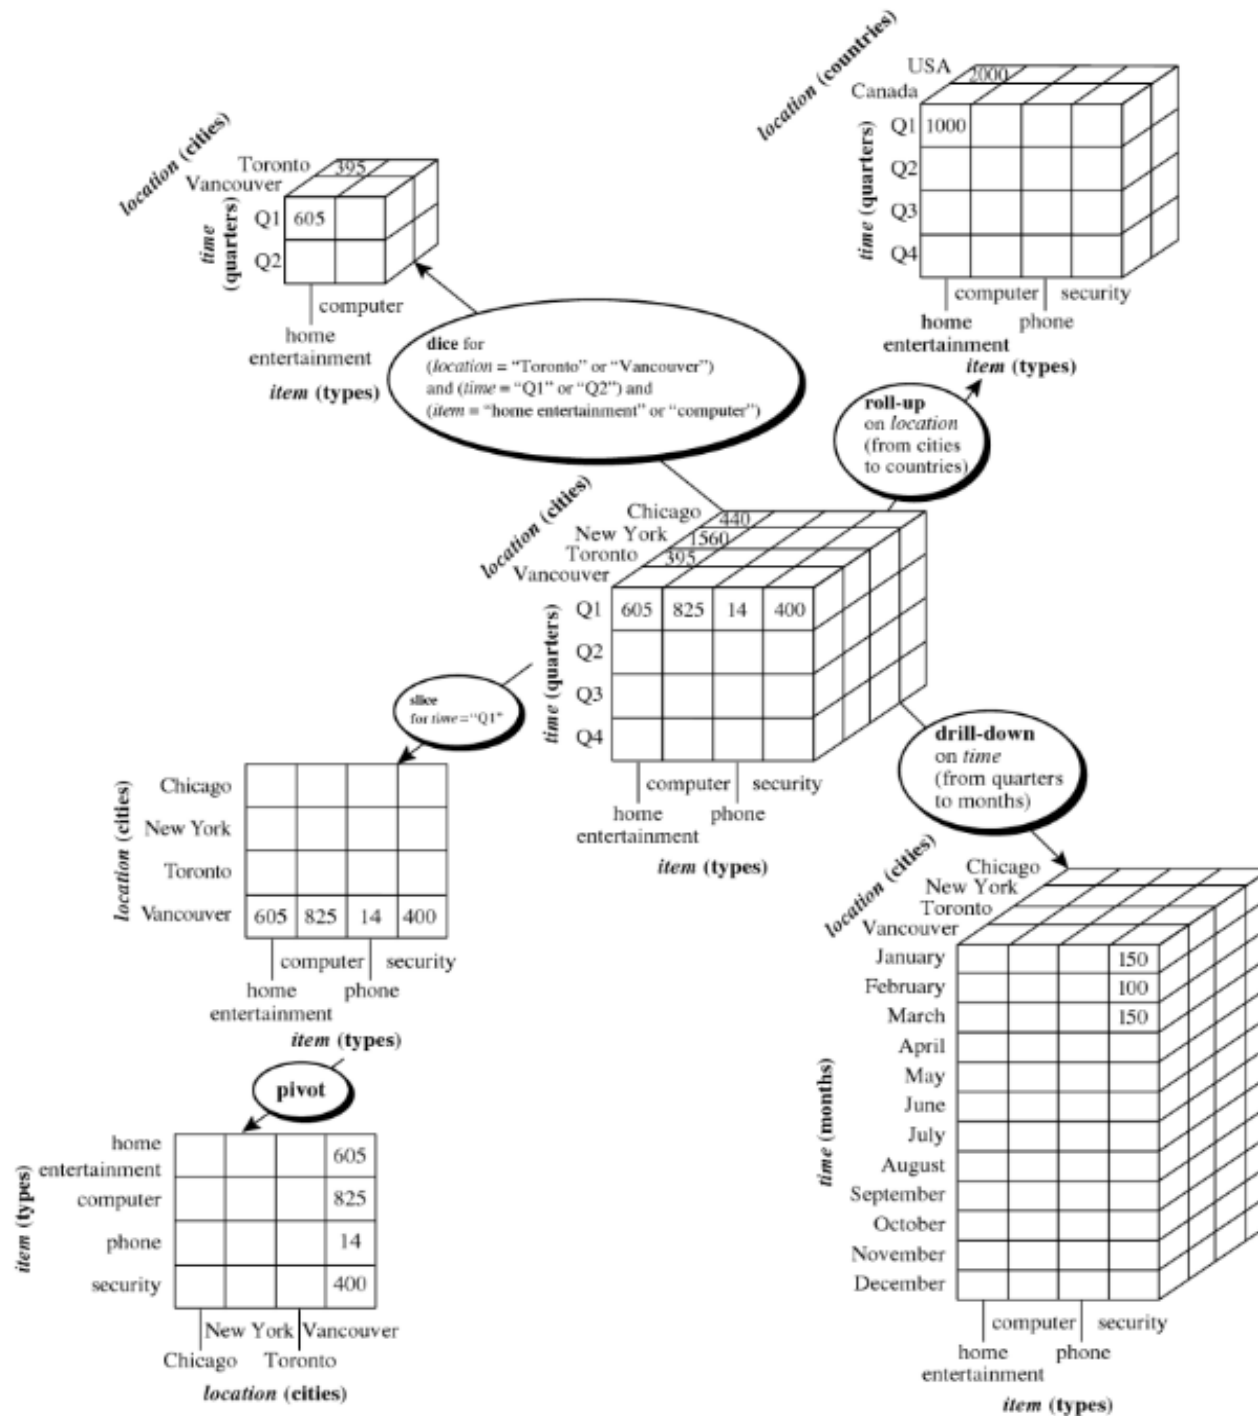 location (cities)
Toronto 395
Vancouver
time
(quarters)
Q1 605
Q2
computer
home
entertainment
item (types)
location (countries)
USA 2000
Canada
time (quarters)
Q1 1000
Q2
Q3
Q4
computer security
home phone
entertainment
item (types)
dice for
(location = “Toronto” or “Vancouver”)
and (time = “Q1” or “Q2”) and
(item = “home entertainment” or “computer”)
roll-up
on location
(from cities
to countries)
location (cities)
Chicago 440
New York 1560
Toronto 395
Vancouver
time (quarters)
Q1 605 825 14 400
Q2
Q3
Q4
computer security
home phone
entertainment
item (types)
slice
for time = “Q1”
drill-down
on time
(from quarters
to months)
location (cities)
Chicago
New York
Toronto
Vancouver 605 825 14 400
computer security
home phone
entertainment
item (types)
pivot
item (types)
home
entertainment 605
computer 825
phone 14
security 400
New York Vancouver
Chicago Toronto
location (cities)
location (cities)
Chicago
New York
Toronto
Vancouver
time (months)
January 150
February 100
March 150
April
May
June
July
August
September
October
November
December
computer security
home phone
entertainment
item (types)